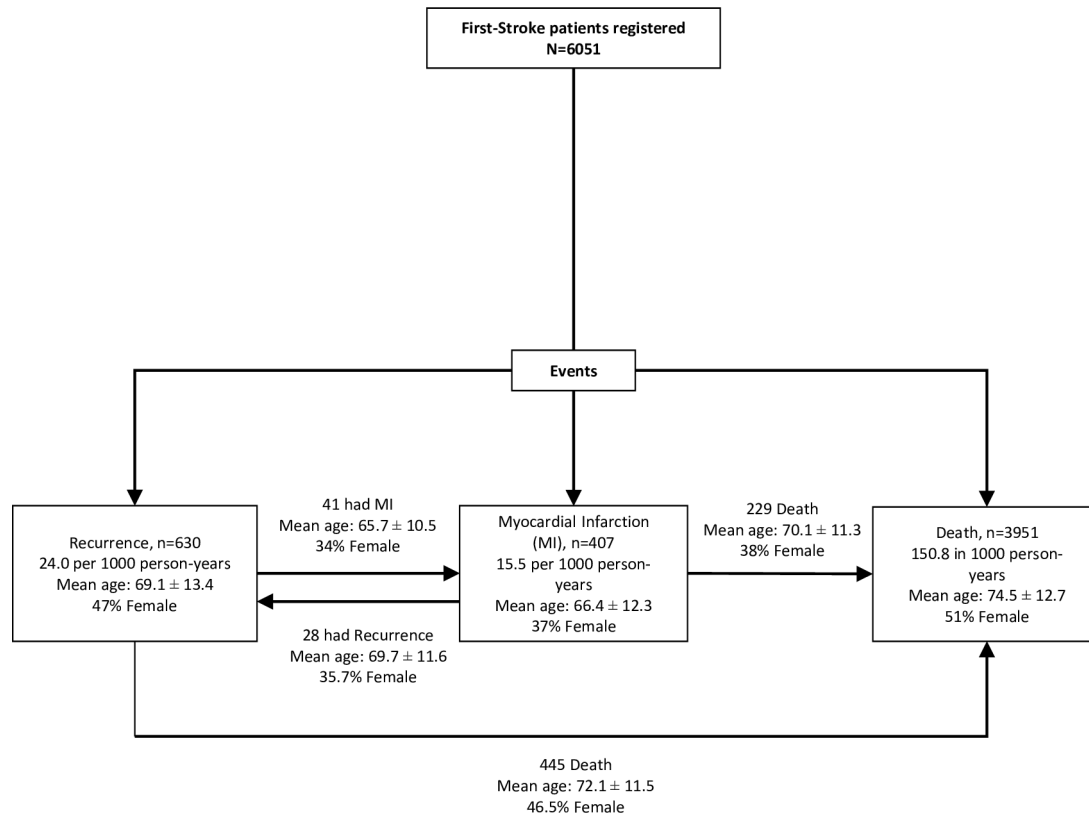 First-Stroke patients registered
N=6051
Events
41 had MI
Mean age: 65.7 ± 10.5
34% Female
229 Death
Mean age: 70.1 ± 11.3
38% Female
Recurrence, n=630
24.0 per 1000 person-years
Mean age: 69.1 ± 13.4
47% Female
Myocardial Infarction
(MI), n=407
15.5 per 1000 person-
years
Mean age: 66.4 ± 12.3
37% Female
Death, n=3951
150.8 in 1000 person-
years
Mean age: 74.5 ± 12.7
51% Female
28 had Recurrence
Mean age: 69.7 ± 11.6
35.7% Female
445 Death
Mean age: 72.1 ± 11.5
46.5% Female